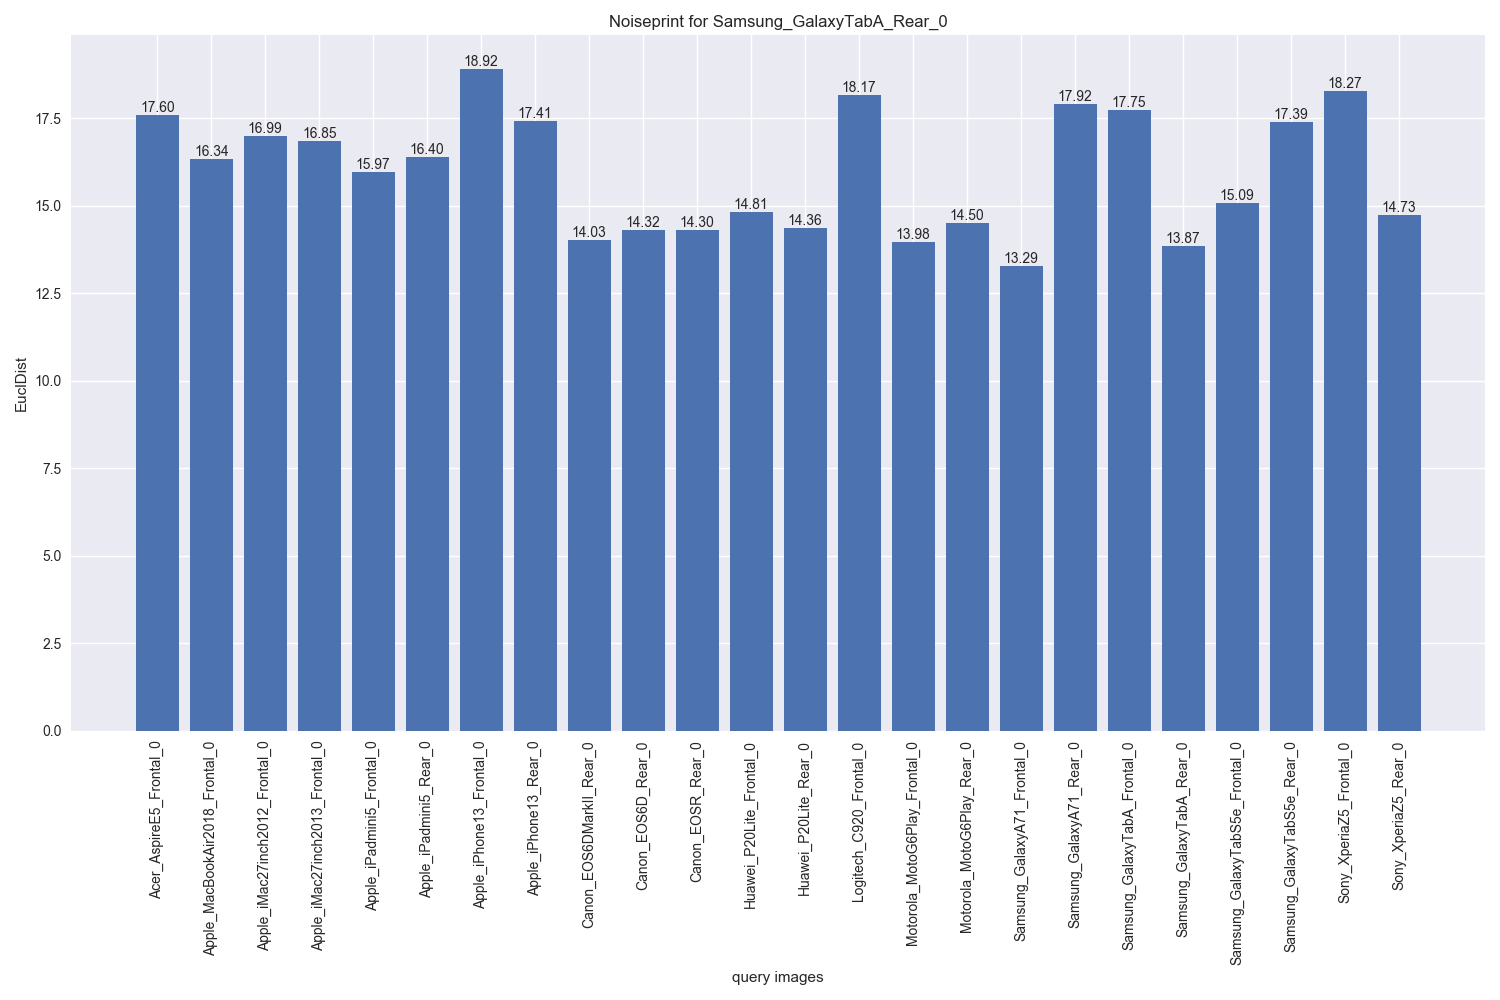 Noiseprint for Samsung_GalaxyTabA_Rear_0
EuclDist
17.5
15.0
12.5
10.0
7.5
5.0
2.5
0.0
17.60
16.34
16.99
16.85
15.97
16.40
18.92
17.41
14.03
14.32
14.30
14.81
14.36
18.17
13.98
14.50
13.29
17.92
17.75
13.87
15.09
17.39
18.27
14.73
Acer_AspireE5_Frontal_0
Apple_MacBookAir2018_Frontal_0
Apple_iMac27inch2012_Frontal_0
Apple_iMac27inch2013_Frontal_0
Apple_iPadmini5_Frontal_0
Apple_iPadmini5_Rear_0
Apple_iPhone13_Frontal_0
Apple_iPhone13_Rear_0
Canon_EOS6DMarkII_Rear_0
Canon_EOS6D_Rear_0
Canon_EOSR_Rear_0
Huawei_P20Lite_Frontal_0
Huawei_P20Lite_Rear_0
Logitech_C920_Frontal_0
Motorola_MotoG6Play_Frontal_0
Motorola_MotoG6Play_Rear_0
Samsung_GalaxyA71_Frontal_0
Samsung_GalaxyA71_Rear_0
Samsung_GalaxyTabA_Frontal_0
Samsung_GalaxyTabA_Rear_0
Samsung_GalaxyTabS5e_Frontal_0
Samsung_GalaxyTabS5e_Rear_0
Sony_XperiaZ5_Frontal_0
Sony_XperiaZ5_Rear_0
query images